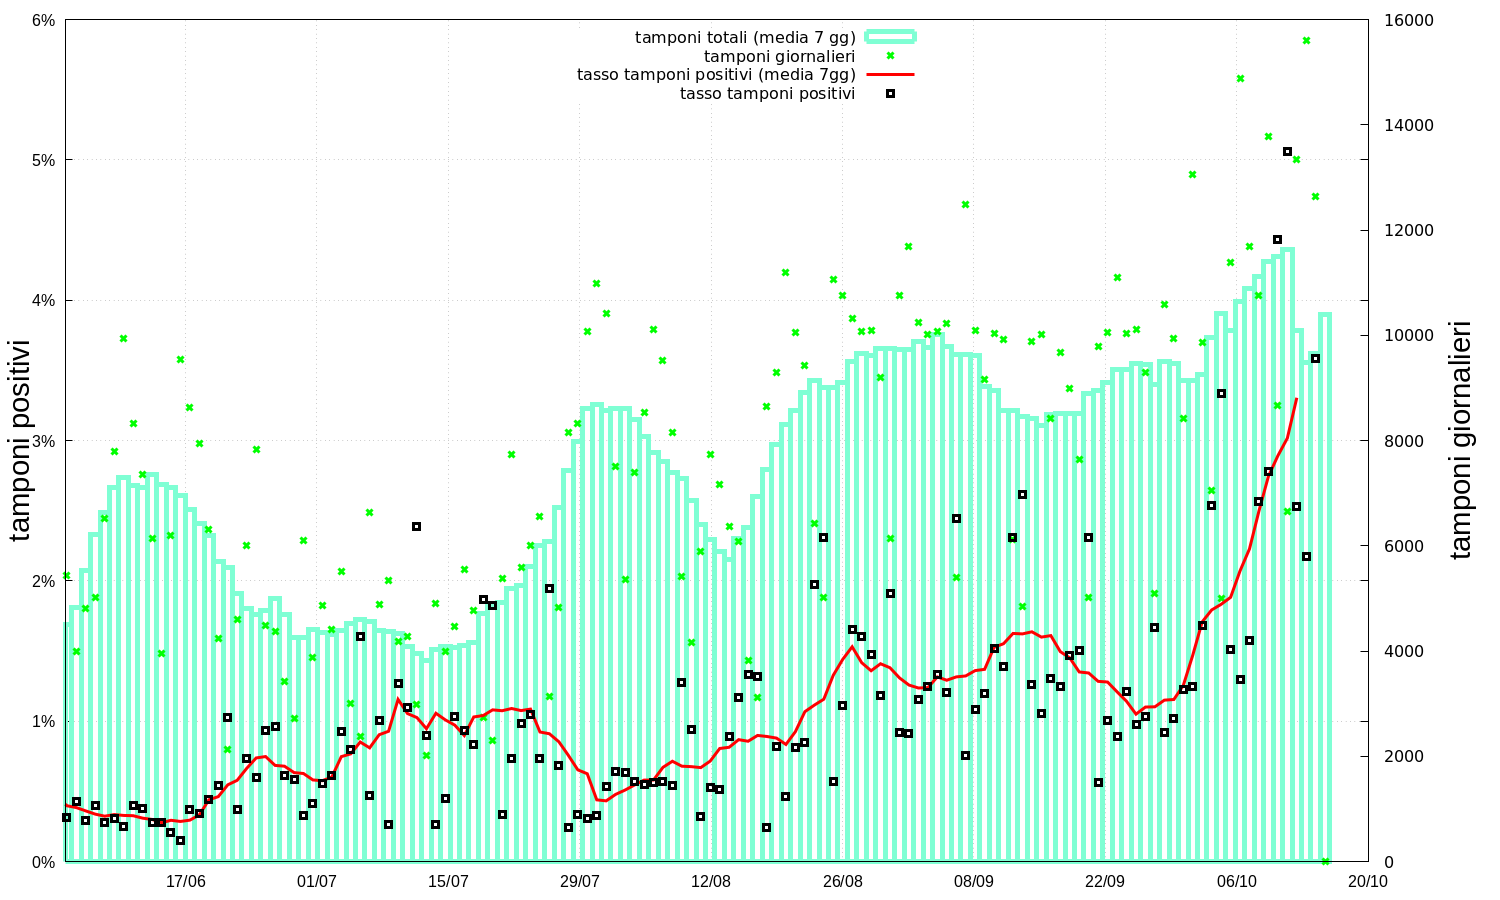 6%
16000
tamponi totali (media 7 gg)
tamponi giornalieri
tasso tamponi positivi (media 7gg)
tasso tamponi positivi
14000
5%
12000
4%
10000
tamponi positivi
tamponi giornalieri
3%
8000
6000
2%
4000
1%
2000
0%
0
17/06 01/07 15/07 29/07 12/08 26/08 08/09 22/09 06/10 20/10